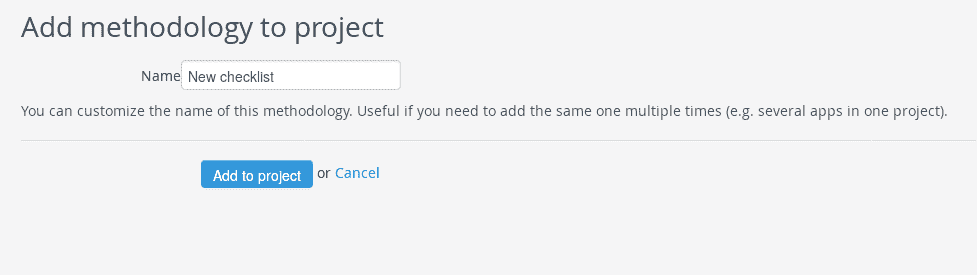 Add methodology to project
Name New checklist
You can customize the name of this methodology. Useful if you need to add the same one multiple times (e.g. several apps in one project).
Add to project or Cancel